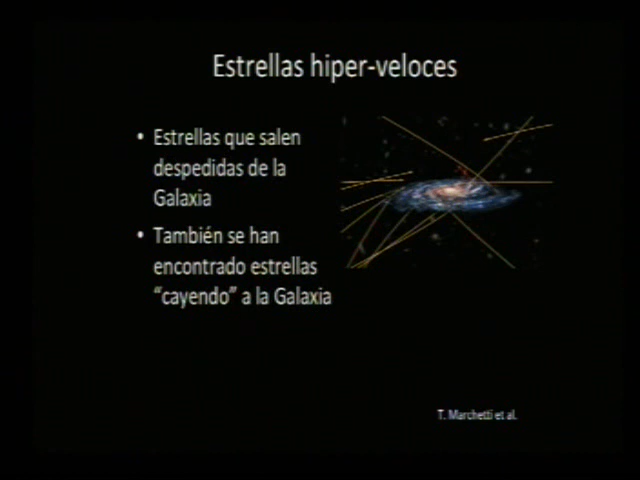 Estrellas hiper-veloces
• Estrellas que salen
despedidas de la
Galaxia
• También se han
encontrado estrellas
“cayendo” a la Galaxia
T. Marchetti et al.